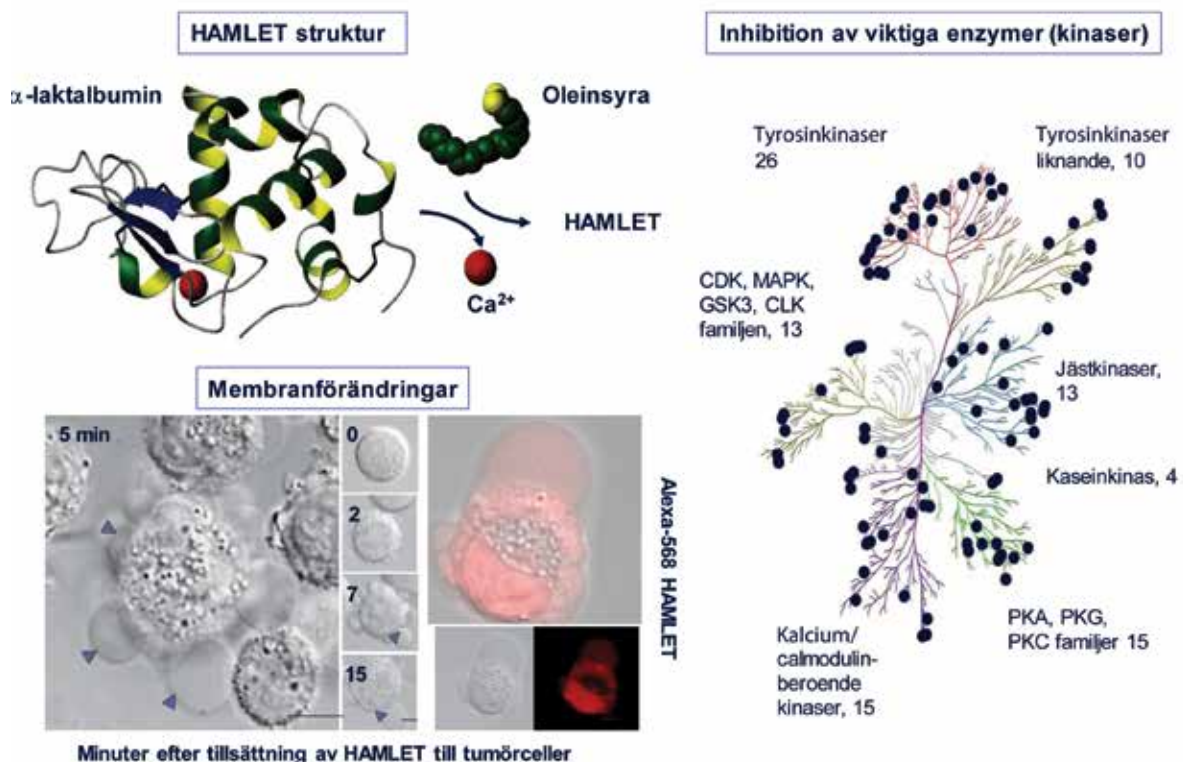 HAMLET struktur
α-laktalbumin
Oleinsyra
HAMLET
Ca²⁺
Membranförändringar
5 min
0
2
7
15
Alexa-568 HAMLET
Minuter efter tillsättning av HAMLET till tumörceller
Inhibition av viktiga enzymer (kinaser)
Tyrosinkinaser
26
Tyrosinkinaser
liknande, 10
CDK, MAPK,
GSK3, CLK
familjen, 13
Jästkinaser,
13
Kaseinkinas, 4
PKA, PKG,
PKC familjer 15
Kalcium/
calmodulin-
beroende
kinaser, 15